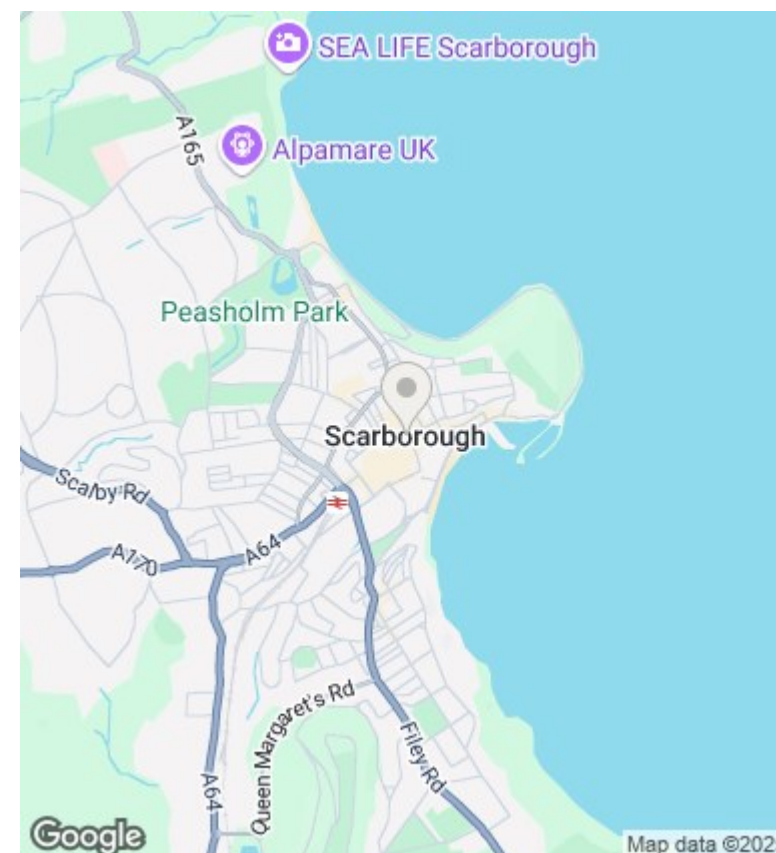 SEA LIFE Scarborough
A165
Alpamare UK
Peasholm Park
Scarborough
Scalby Rd
A170
A64
Queen Margaret's Rd
Filey Rd
A64
Google
Map data ©202